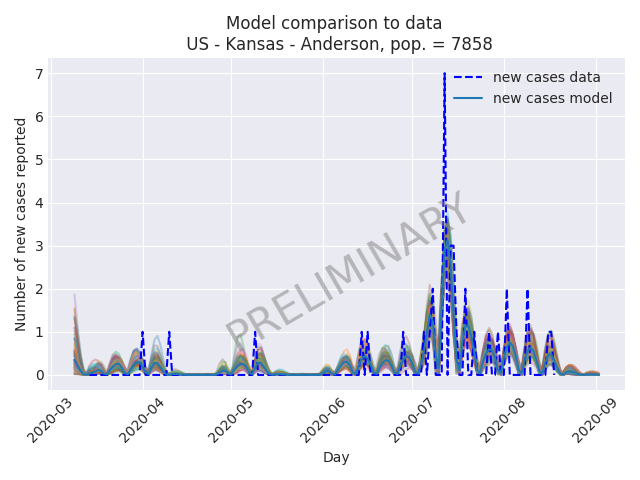 Model comparison to data
US - Kansas - Anderson, pop. = 7858
new cases data
new cases model
PRELIMINARY
Number of new cases reported
7
6
5
4
3
2
1
0
2020-03
2020-04
2020-05
2020-06
2020-07
2020-08
2020-09
Day